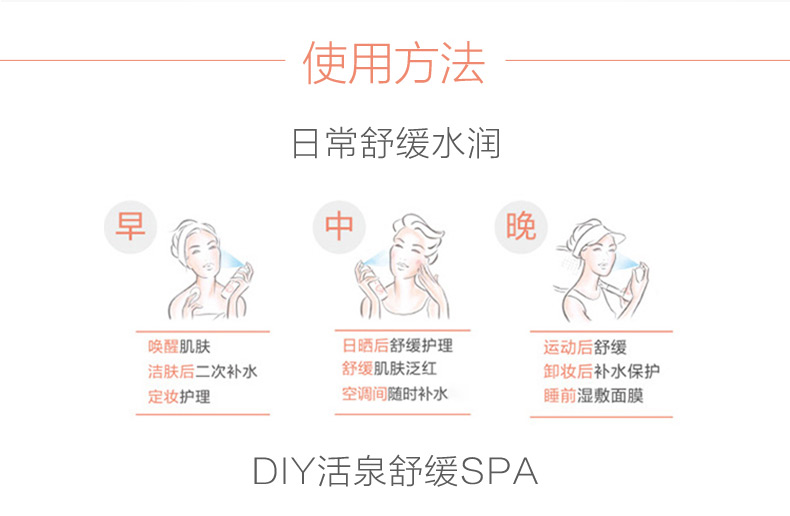 使用方法
日常舒缓水润
早
唤醒肌肤
洁肤后二次补水
定妆护理
中
日晒后舒缓护理
舒缓肌肤泛红
空调间随时补水
晚
运动后舒缓
卸妆后补水保护
睡前湿敷面膜
DIY活泉舒缓SPA